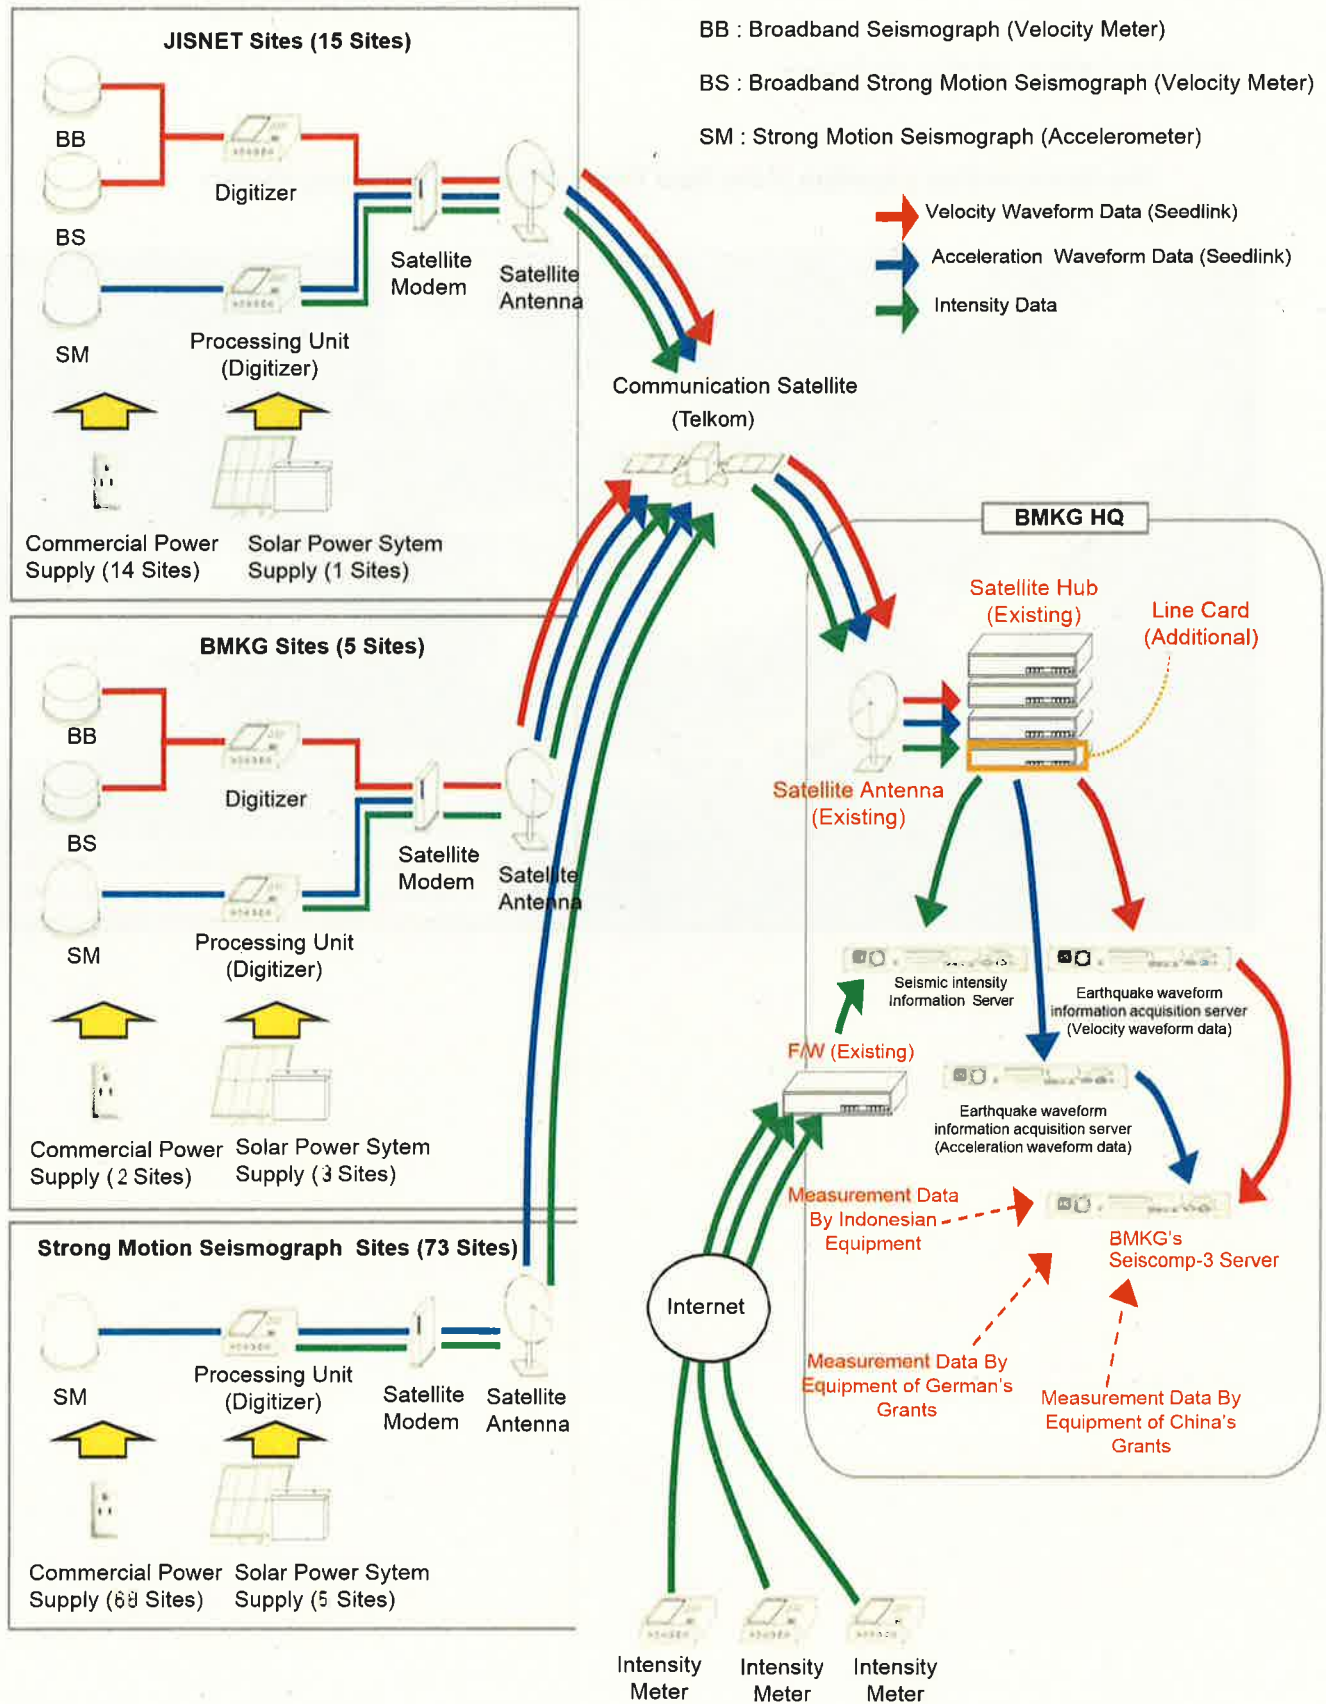 JISNET Sites (15 Sites)
BB
BS
SM
Digitizer
Processing Unit
(Digitizer)
Satellite
Modem
Satellite
Antenna
Commercial Power
Supply (14 Sites)
Solar Power Sytem
Supply (1 Sites)
BB : Broadband Seismograph (Velocity Meter)
BS : Broadband Strong Motion Seismograph (Velocity Meter)
SM : Strong Motion Seismograph (Accelerometer)
Velocity Waveform Data (Seedlink)
Acceleration Waveform Data (Seedlink)
Intensity Data
Communication Satellite
(Telkom)
BMKG Sites (5 Sites)
BB
BS
SM
Digitizer
Processing Unit
(Digitizer)
Satellite
Modem
Satellite
Antenna
Commercial Power
Supply (2 Sites)
Solar Power Sytem
Supply (3 Sites)
Strong Motion Seismograph Sites (73 Sites)
SM
Processing Unit
(Digitizer)
Satellite
Modem
Satellite
Antenna
Commercial Power
Supply (68 Sites)
Solar Power Sytem
Supply (5 Sites)
BMKG HQ
Satellite Hub
(Existing)
Line Card
(Additional)
Satellite Antenna
(Existing)
Seismic intensity
Information Server
Earthquake waveform
information acquisition server
(Velocity waveform data)
F/W (Existing)
Earthquake waveform
information acquisition server
(Acceleration waveform data)
Measurement Data
By Indonesian
Equipment
BMKG's
Seiscomp-3 Server
Measurement Data By
Equipment of German's
Grants
Measurement Data By
Equipment of China's
Grants
Internet
Intensity
Meter
Intensity
Meter
Intensity
Meter